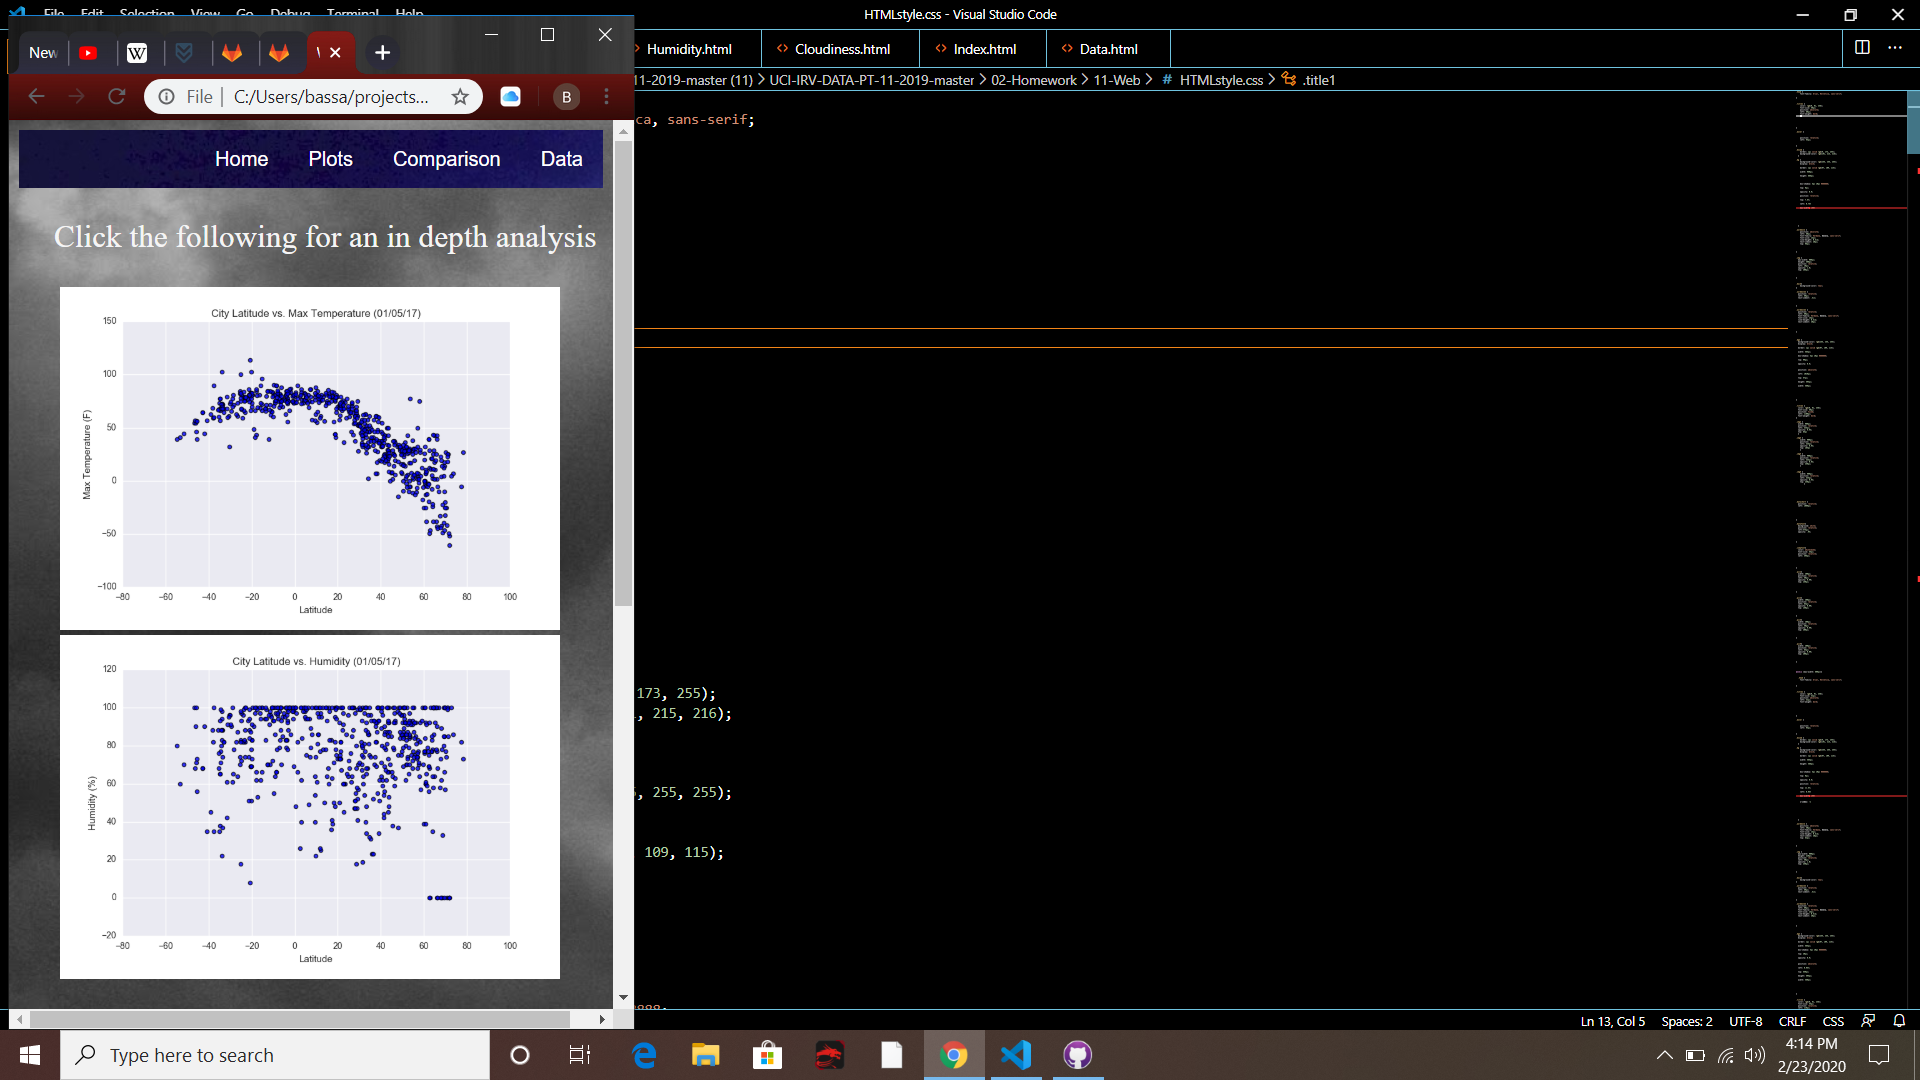 File Edit Selection View Go Debug Terminal Help
HTMLstyle.css - Visual Studio Code
New
W
Humidity.html
Cloudiness.html
Index.html
Data.html
File
C:/Users/bassa/projects...
B
11-2019-master (11) > UCI-IRV-DATA-PT-11-2019-master > 02-Homework > 11-Web > # HTMLstyle.css > .title1
ca, sans-serif;
Home Plots Comparison Data
Click the following for an in depth analysis
City Latitude vs. Max Temperature (01/05/17)
150
100
50
0
−50
−100
Max Temperature (F)
−80 −60 −40 −20 0 20 40 60 80 100
Latitude
City Latitude vs. Humidity (01/05/17)
120
100
80
60
40
20
0
−20
Humidity (%)
−80 −60 −40 −20 0 20 40 60 80 100
Latitude
173, 255);
, 215, 216);
, 255, 255);
109, 115);
Ln 13, Col 5 Spaces: 2 UTF-8 CRLF CSS
Type here to search
4:14 PM
2/23/2020